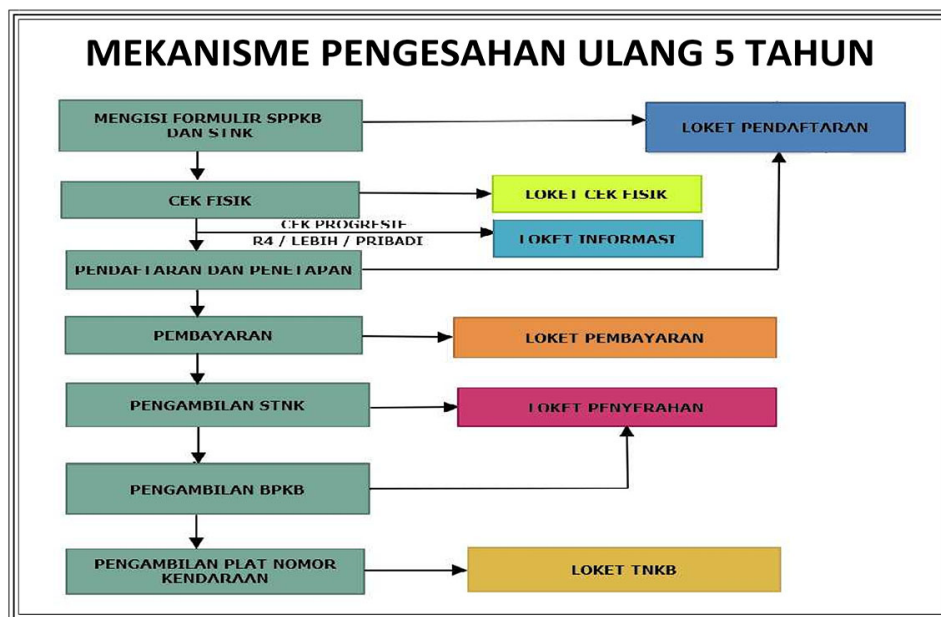 MEKANISME PENGESAHAN ULANG 5 TAHUN
MENGISI FORMULIR SPPKB
DAN STNK
LOKET PENDAFTARAN
CEK FISIK
LOKET CEK FISIK
CEK PROGRESIF
R4 / LEBIH / PRIBADI
LOKET INFORMASI
PENDAFTARAN DAN PENETAPAN
PEMBAYARAN
LOKET PEMBAYARAN
PENGAMBILAN STNK
LOKET PENYERAHAN
PENGAMBILAN BPKB
PENGAMBILAN PLAT NOMOR
KENDARAAN
LOKET TNKB